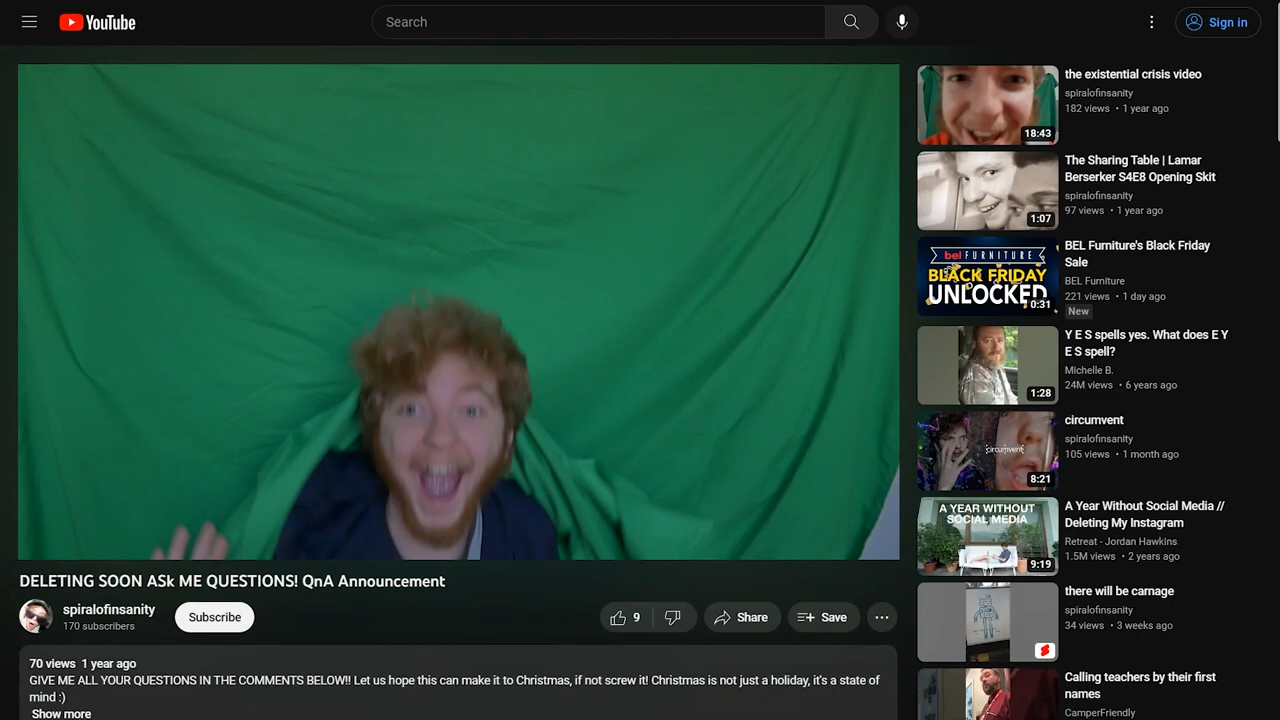 YouTube
Search
Sign in
DELETING SOON ASk ME QUESTIONS! QnA Announcement
spiralofinsanity
170 subscribers
Subscribe
9
Share
Save
70 views 1 year ago
GIVE ME ALL YOUR QUESTIONS IN THE COMMENTS BELOW!! Let us hope this can make it to Christmas, if not screw it! Christmas is not just a holiday, it's a state of
mind :)
Show more
18:43
the existential crisis video
spiralofinsanity
182 views • 1 year ago
1:07
The Sharing Table | Lamar
Berserker S4E8 Opening Skit
spiralofinsanity
97 views • 1 year ago
bel FURNITURE
BLACK FRIDAY
UNLOCKED
0:31
BEL Furniture's Black Friday
Sale
BEL Furniture
221 views • 1 day ago
New
1:28
Y E S spells yes. What does E Y
E S spell?
Michelle B.
24M views • 6 years ago
circumvent
8:21
circumvent
spiralofinsanity
105 views • 1 month ago
A YEAR WITHOUT
SOCIAL MEDIA
9:19
A Year Without Social Media //
Deleting My Instagram
Retreat - Jordan Hawkins
1.5M views • 2 years ago
there will be carnage
spiralofinsanity
34 views • 3 weeks ago
Calling teachers by their first
names
CamperFriendly